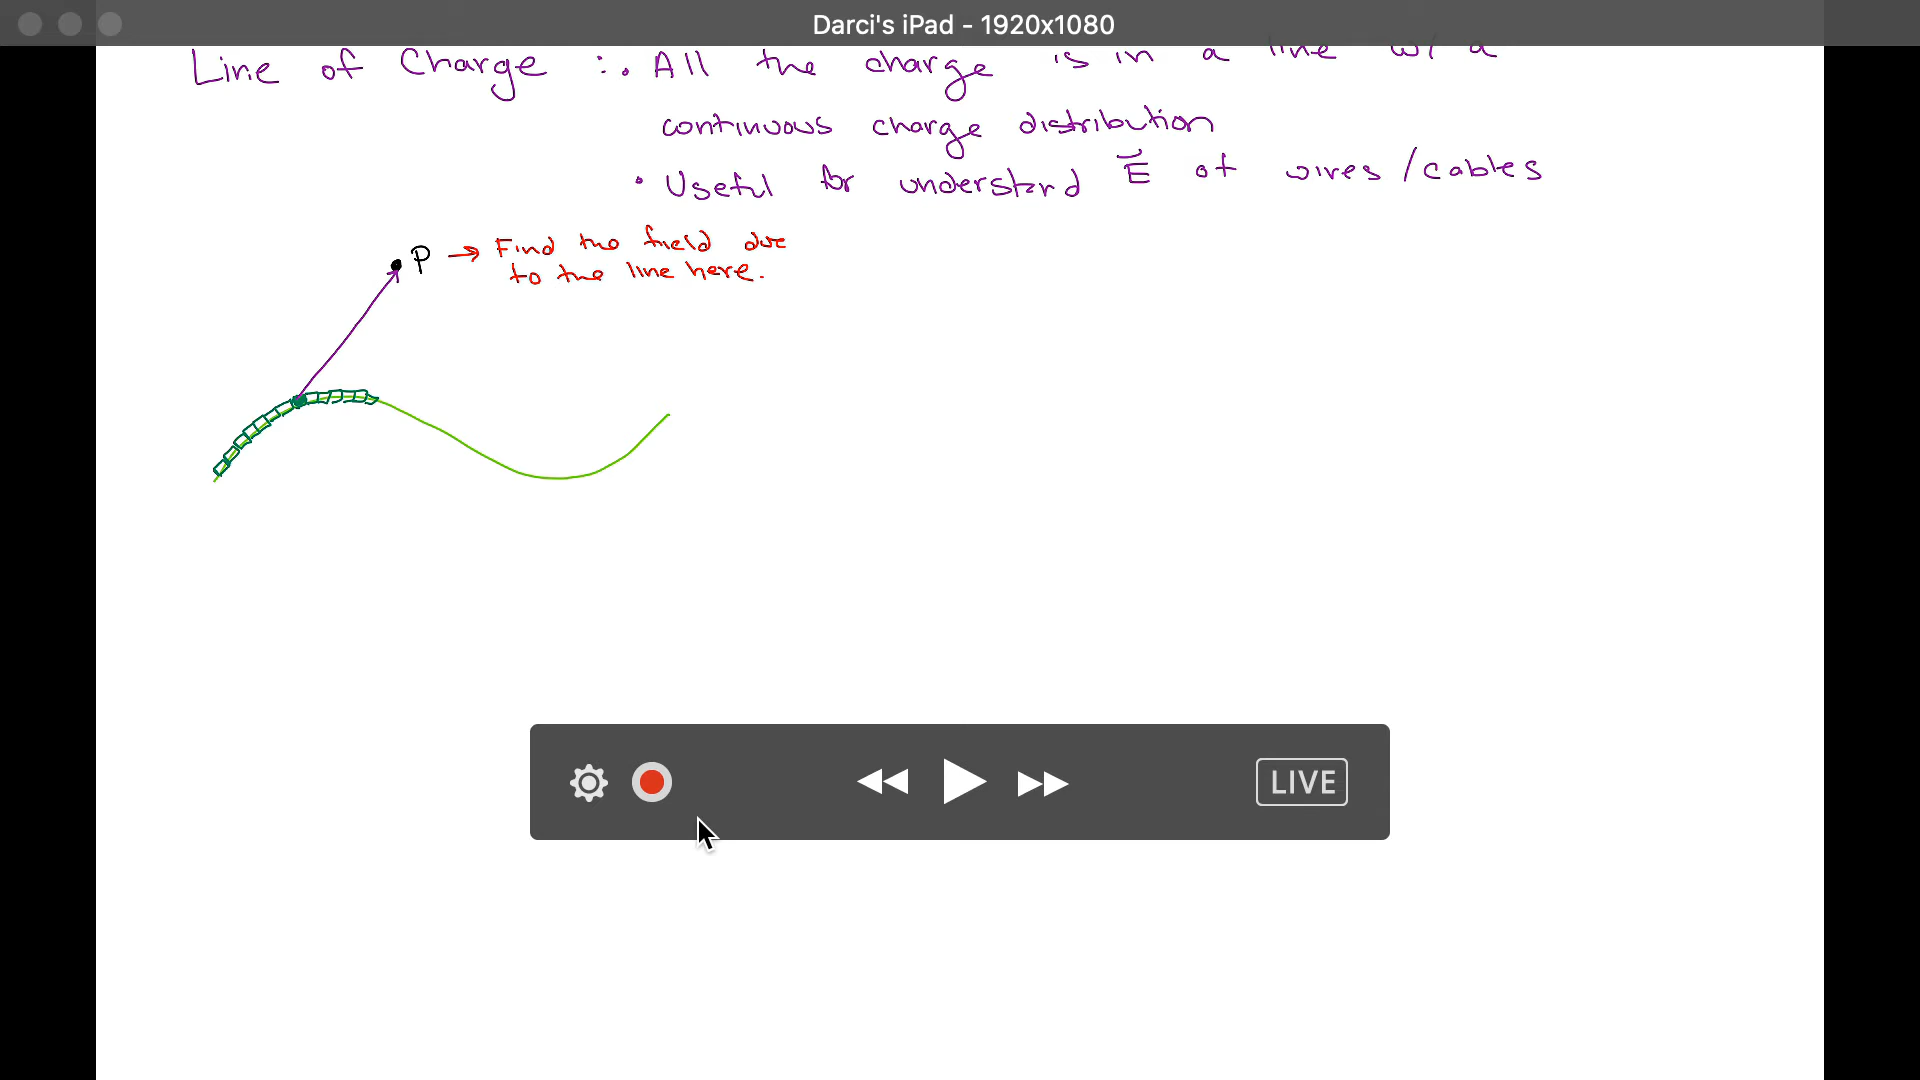 Darci's iPad - 1920x1080
Line of Charge : • All the charge is in a line w/ a
continuous charge distribution
• Useful for understand E⃗ of wires/cables
P → Find the field due
to the line here.
LIVE